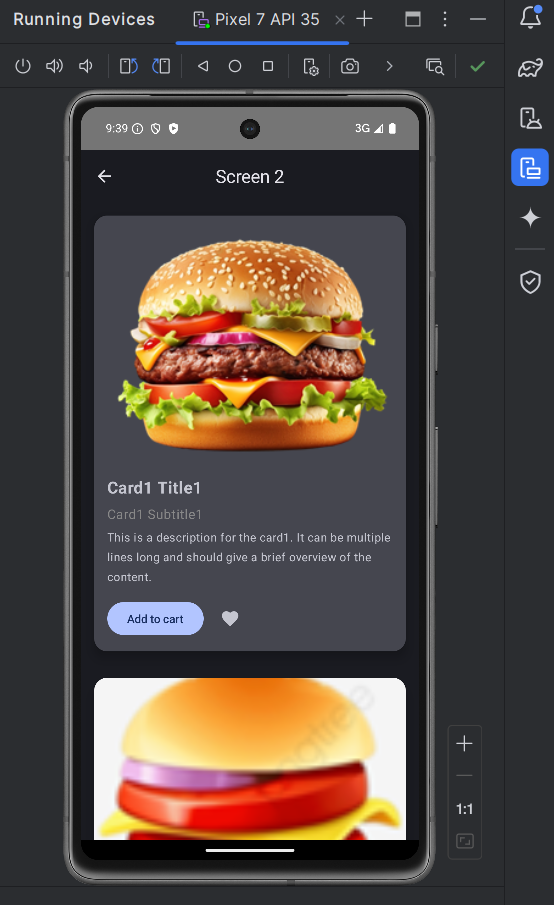 Running Devices
Pixel 7 API 35
9:39
3G
Screen 2
Card1 Title1
Card1 Subtitle1
This is a description for the card1. It can be multiple
lines long and should give a brief overview of the
content.
Add to cart
1:1